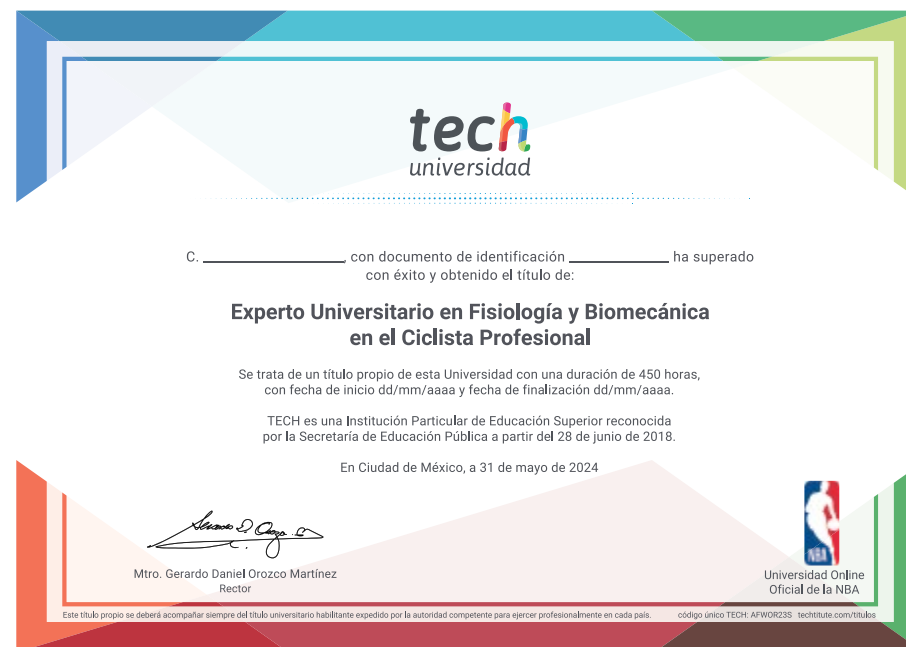 tech
universidad
C. ____________, con documento de identificación ____________ ha superado
con éxito y obtenido el título de:
Experto Universitario en Fisiología y Biomecánica
en el Ciclista Profesional
Se trata de un título propio de esta Universidad con una duración de 450 horas,
con fecha de inicio dd/mm/aaaa y fecha de finalización dd/mm/aaaa.
TECH es una Institución Particular de Educación Superior reconocida
por la Secretaría de Educación Pública a partir del 28 de junio de 2018.
En Ciudad de México, a 31 de mayo de 2024
Mtro. Gerardo Daniel Orozco Martínez
Rector
NBA
Universidad Online
Oficial de la NBA
Este título propio se deberá acompañar siempre del título universitario habilitante expedido por la autoridad competente para ejercer profesionalmente en cada país. código único TECH: AFWOR23S techtitute.com/titulos